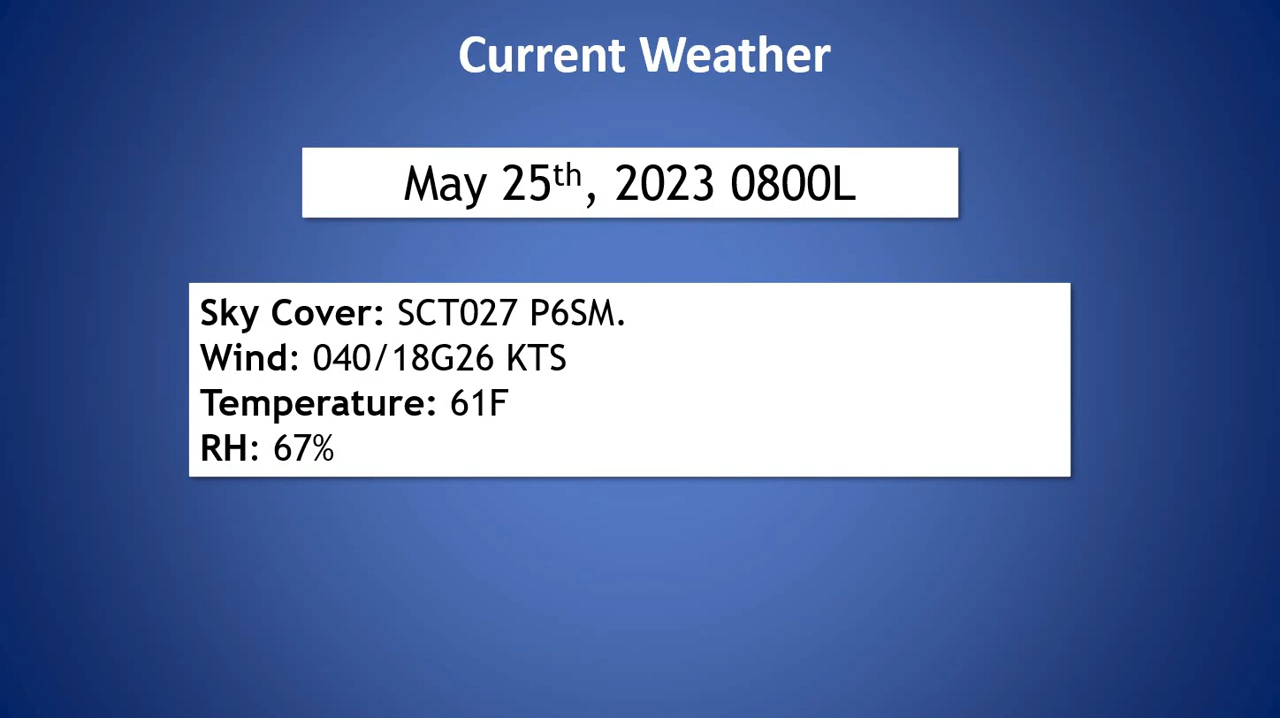 Current Weather
May 25th, 2023 0800L
Sky Cover: SCT027 P6SM.
Wind: 040/18G26 KTS
Temperature: 61F
RH: 67%